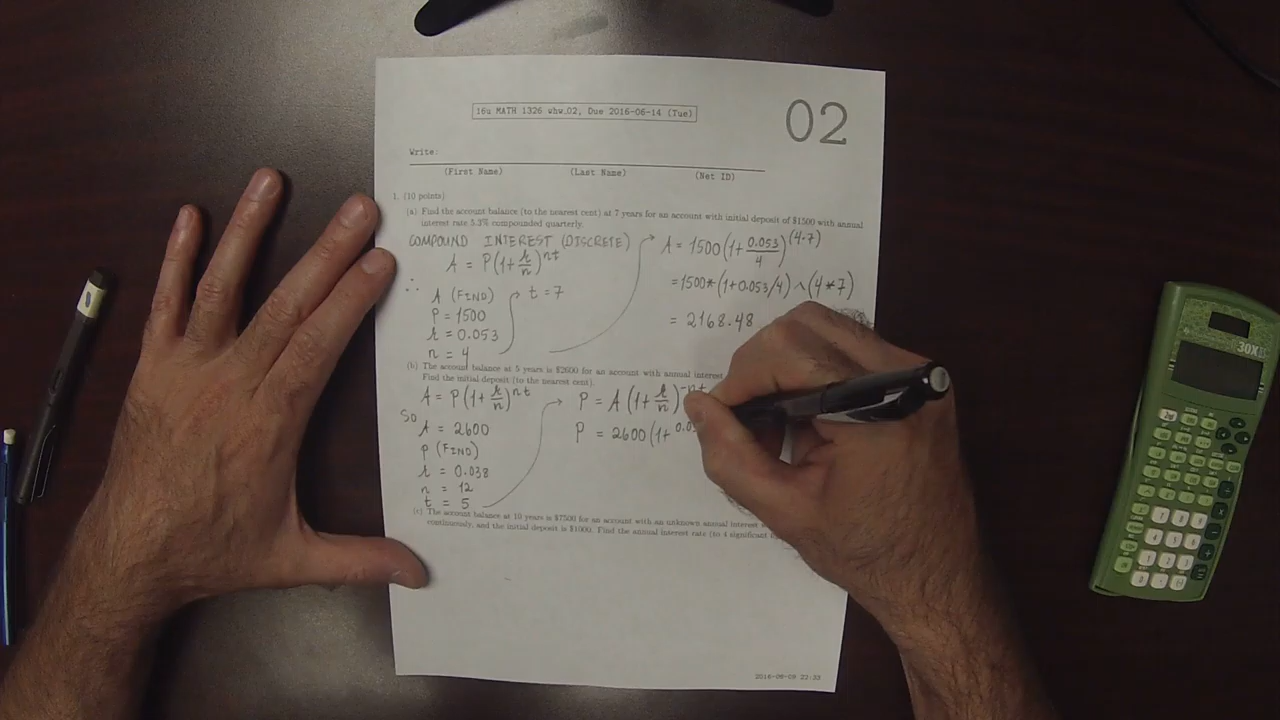 16u MATH 1326 whw.02, Due 2016-06-14 (Tue)
02
Write:
(First Name) (Last Name) (Net ID)
1. (10 points)
(a) Find the account balance (to the nearest cent) at 7 years for an account with initial deposit of $1500 with annual
interest rate 5.3% compounded quarterly.
COMPOUND INTEREST (DISCRETE)
A = P(1+r/n)^nt
∴
A (FIND)
P = 1500
r = 0.053
n = 4
t = 7
A = 1500(1+0.053/4)^(4·7)
=1500*(1+0.053/4)^(4*7)
= 2168.48
(b) The account balance at 5 years is $2600 for an account with annual interest
Find the initial deposit (to the nearest cent).
A = P(1+r/n)^nt
So
A = 2600
P (FIND)
r = 0.038
n = 12
t = 5
P = A(1+r/n)^-nt
P = 2600(1+
(c) The account balance at 10 years is $7500 for an account with an unknown annual interest
continuously, and the initial deposit is $1000. Find the annual interest rate (to 4 significant
2016-06-08 22:33
30X